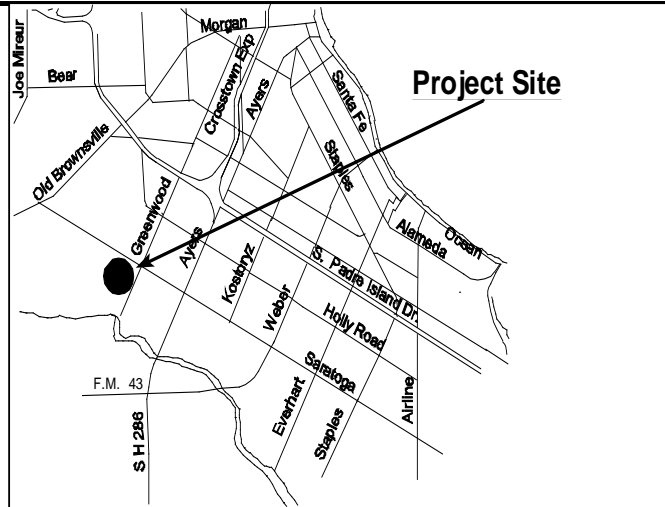 Morgan
Joe Mireur
Bear
Crosstown Exp
Ayers
Santa Fe
Project Site
Old Brownsville
Staples
Greenwood
Ayers
Kostoryz
Weber
Alameda
Ocean
S. Padre Island Dr.
Holly Road
Saratoga
F.M. 43
S H 286
Everhart
Staples
Airline